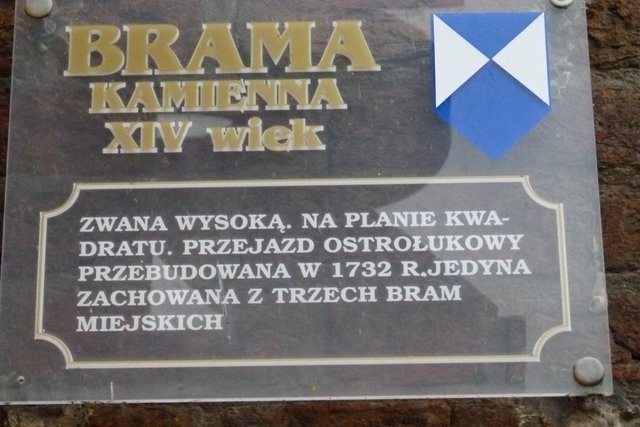 BRAMA
KAMIENNA
XIV wiek
ZWANA WYSOKĄ. NA PLANIE KWA-
DRATU. PRZEJAZD OSTROŁUKOWY
PRZEBUDOWANA W 1732 R.JEDYNA
ZACHOWANA Z TRZECH BRAM
MIEJSKICH